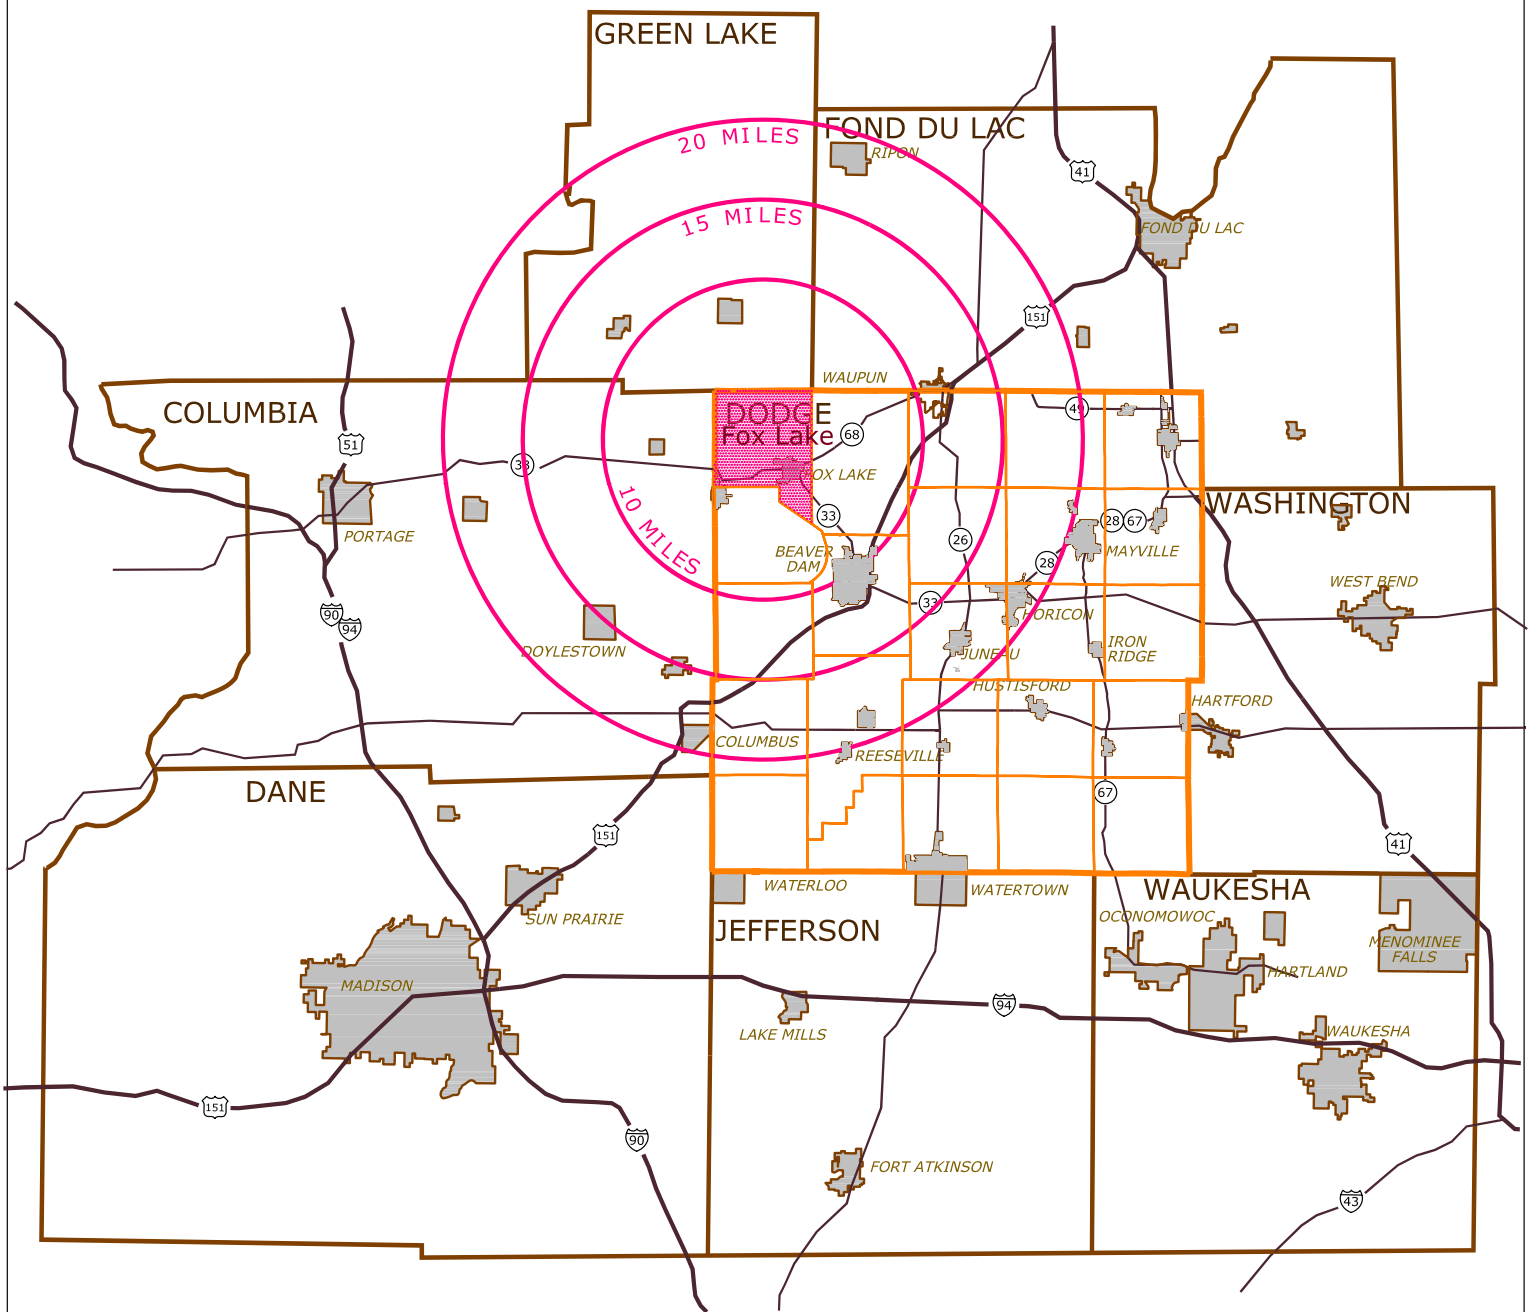 GREEN LAKE
FOND DU LAC
20 MILES
RIPON
41
15 MILES
FOND DU LAC
151
WAUPUN
COLUMBIA
DODGE
49
Fox Lake
68
51
33
FOX LAKE
WASHINGTON
10 MILES
33
28
67
PORTAGE
26
MAYVILLE
BEAVER
DAM
28
WEST BEND
90
94
33
HORICON
DOYLESTOWN
JUNEAU
IRON
RIDGE
HUSTISFORD
HARTFORD
COLUMBUS
REESEVILLE
DANE
67
151
41
WATERLOO
WATERTOWN
WAUKESHA
SUN PRAIRIE
OCONOMOWOC
JEFFERSON
MENOMINEE
FALLS
MADISON
HARTLAND
94
LAKE MILLS
WAUKESHA
151
90
FORT ATKINSON
43